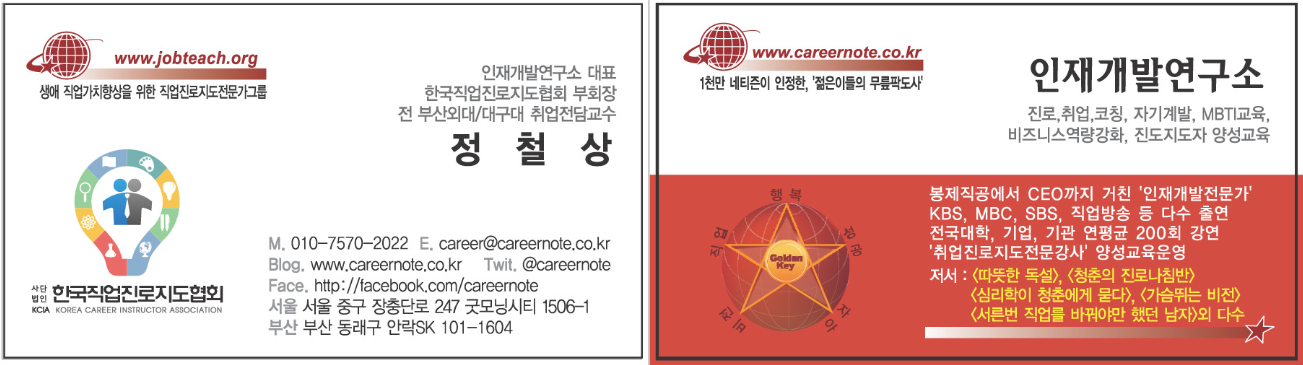 www.jobteach.org
생애 직업가치향상을 위한 직업진로지도전문가그룹
인재개발연구소 대표
한국직업진로지도협회 부회장
전 부산외대/대구대 취업전담교수
정 철 상
M. 010-7570-2022 E. career@careernote.co.kr
Blog. www.careernote.co.kr Twit. @careernote
Face. http://facebook.com/careernote
서울 서울 중구 장충단로 247 굿모닝시티 1506-1
부산 부산 동래구 안락SK 101-1604
사단
법인 한국직업진로지도협회
KCIA KOREA CAREER INSTRUCTOR ASSOCIATION
www.careernote.co.kr
1천만 네티즌이 인정한, '젊은이들의 무릎팍도사'
인재개발연구소
진로,취업,코칭, 자기계발, MBTI교육,
비즈니스역량강화, 진도지도자 양성교육
행복
직업
성공
Golden
Key
비전
자아
봉제직공에서 CEO까지 거친 '인재개발전문가'
KBS, MBC, SBS, 직업방송 등 다수 출연
전국대학, 기업, 기관 연평균 200회 강연
'취업진로지도전문강사' 양성교육운영
저서 : <따뜻한 독설>, <청춘의 진로나침반>
<심리학이 청춘에게 묻다>, <가슴뛰는 비전>
<서른번 직업을 바꿔야만 했던 남자>외 다수